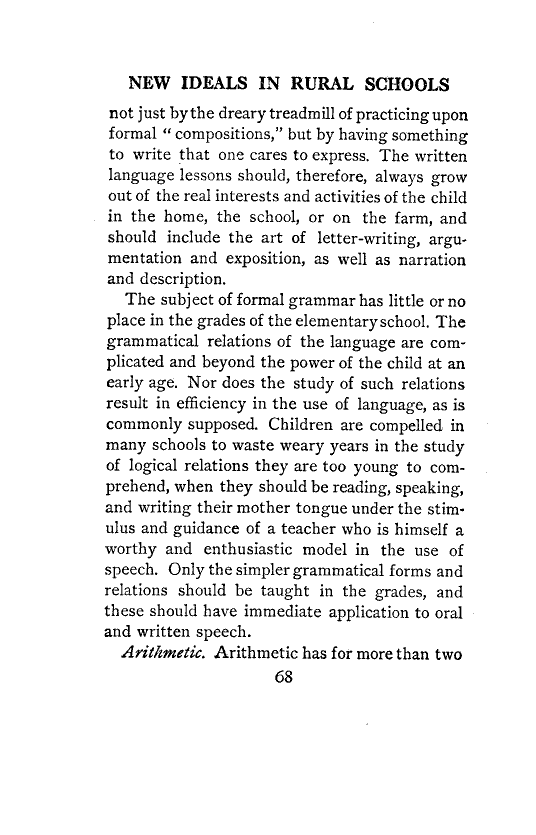 NEW IDEALS IN RURAL SCHOOLS
not just by the dreary treadmill of practicing upon
formal “ compositions,” but by having something
to write that one cares to express. The written
language lessons should, therefore, always grow
out of the real interests and activities of the child
in the home, the school, or on the farm, and
should include the art of letter-writing, argu-
mentation and exposition, as well as narration
and description.
The subject of formal grammar has little or no
place in the grades of the elementary school. The
grammatical relations of the language are com-
plicated and beyond the power of the child at an
early age. Nor does the study of such relations
result in efficiency in the use of language, as is
commonly supposed. Children are compelled in
many schools to waste weary years in the study
of logical relations they are too young to com-
prehend, when they should be reading, speaking,
and writing their mother tongue under the stim-
ulus and guidance of a teacher who is himself a
worthy and enthusiastic model in the use of
speech. Only the simpler grammatical forms and
relations should be taught in the grades, and
these should have immediate application to oral
and written speech.
Arithmetic. Arithmetic has for more than two
68